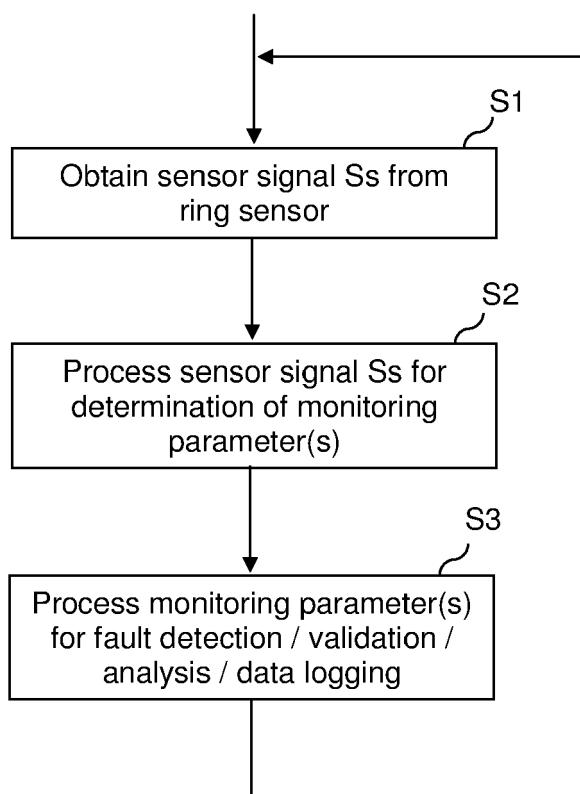 S1
Obtain sensor signal Ss from
ring sensor
S2
Process sensor signal Ss for
determination of monitoring
parameter(s)
S3
Process monitoring parameter(s)
for fault detection / validation /
analysis / data logging